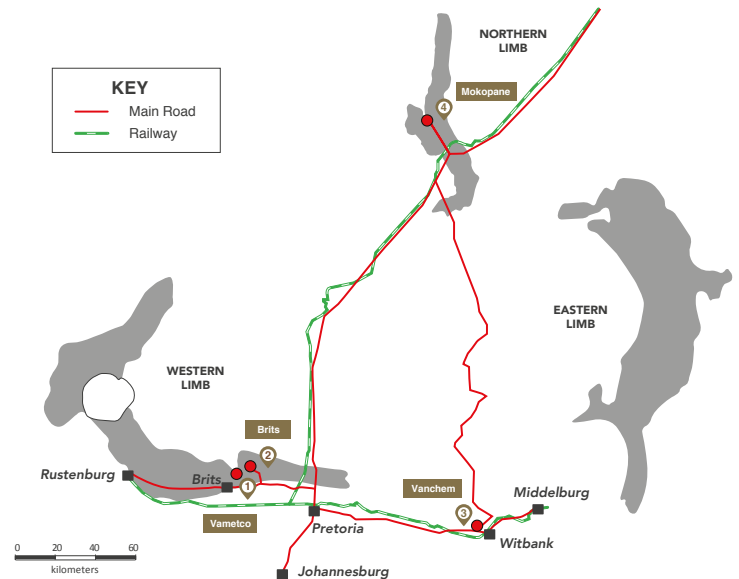 NORTHERN
LIMB
KEY
Main Road
Railway
Mokopane
4
EASTERN
LIMB
WESTERN
LIMB
Brits
2
Rustenburg
Brits
1
Vametco
Vanchem
3
Middelburg
Pretoria
Witbank
0 20 40 60
kilometers
Johannesburg